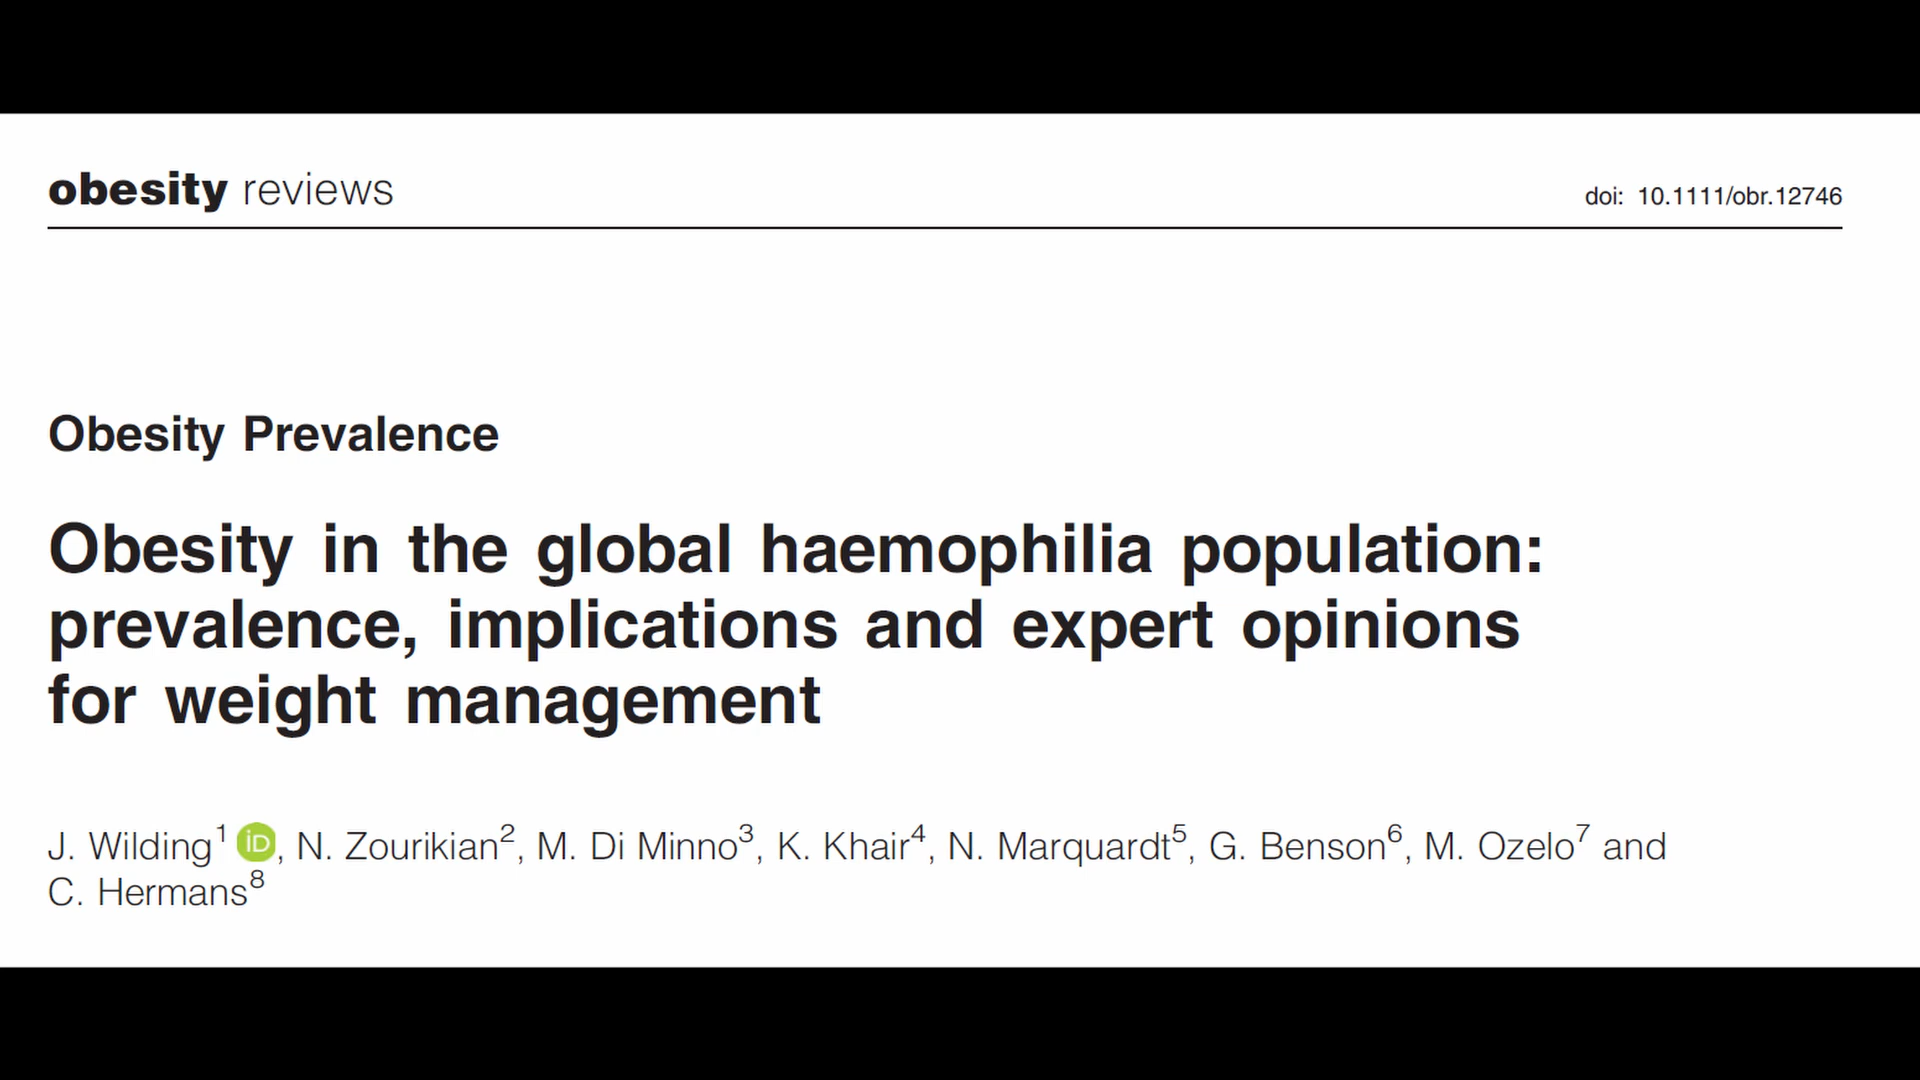 obesity reviews
doi: 10.1111/obr.12746
Obesity Prevalence
Obesity in the global haemophilia population:
prevalence, implications and expert opinions
for weight management
J. Wilding1 iD, N. Zourikian2, M. Di Minno3, K. Khair4, N. Marquardt5, G. Benson6, M. Ozelo7 and
C. Hermans8